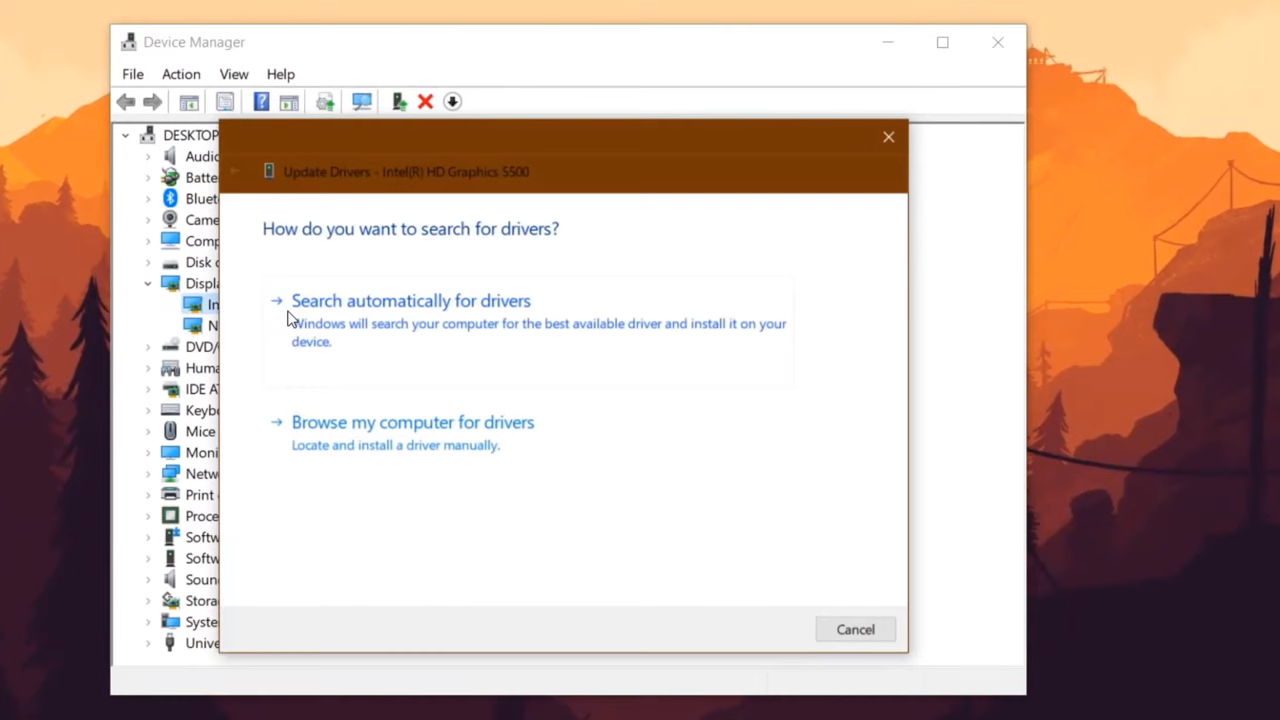 Device Manager
File Action View Help
DESKTOP
Update Drivers - Intel(R) HD Graphics 5500
How do you want to search for drivers?
Search automatically for drivers
Windows will search your computer for the best available driver and install it on your
device.
Browse my computer for drivers
Locate and install a driver manually.
Cancel
Audio
Batte
Bluet
Came
Comp
Disk
Displa
In
N
DVD/
Huma
IDE AT
Keybo
Mice
Moni
Netw
Print
Proce
Softw
Softw
Soun
Stora
Syste
Unive